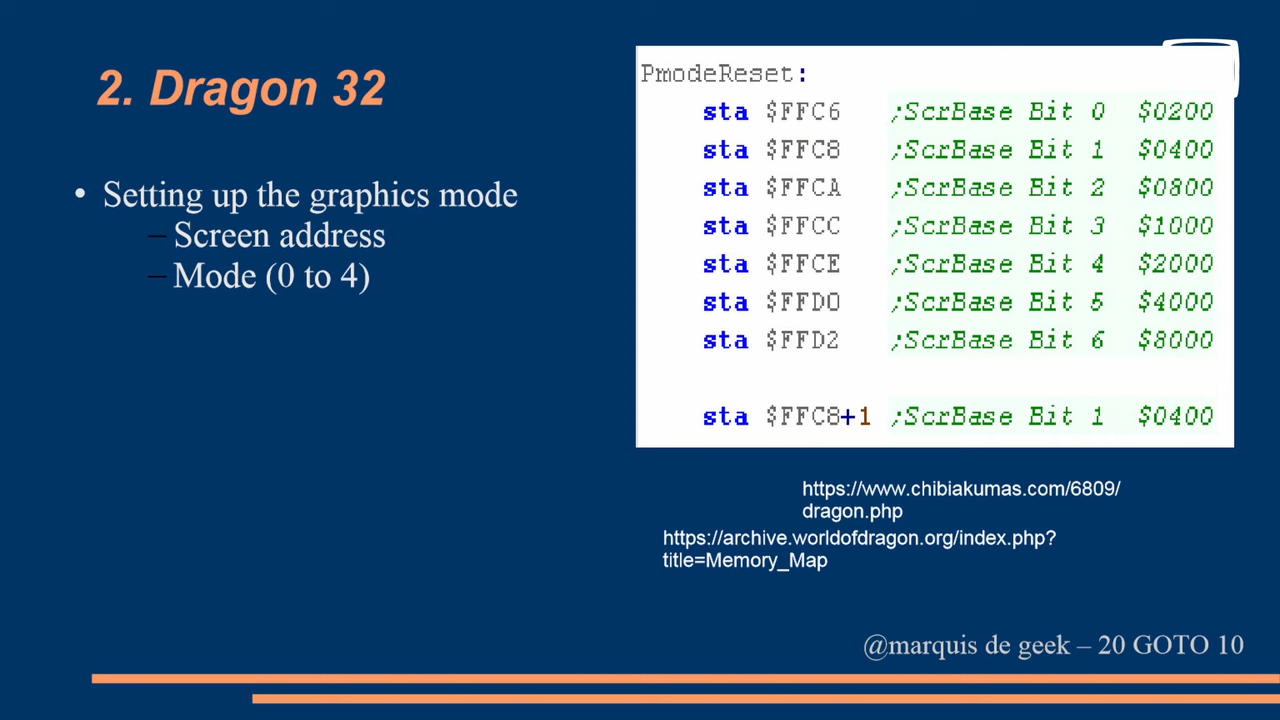 2. Dragon 32
• Setting up the graphics mode
– Screen address
– Mode (0 to 4)
PmodeReset:
sta $FFC6 ;ScrBase Bit 0 $0200
sta $FFC8 ;ScrBase Bit 1 $0400
sta $FFCA ;ScrBase Bit 2 $0800
sta $FFCC ;ScrBase Bit 3 $1000
sta $FFCE ;ScrBase Bit 4 $2000
sta $FFD0 ;ScrBase Bit 5 $4000
sta $FFD2 ;ScrBase Bit 6 $8000
sta $FFC8+1 ;ScrBase Bit 1 $0400
https://www.chibiakumas.com/6809/
dragon.php
https://archive.worldofdragon.org/index.php?
title=Memory_Map
@marquis de geek – 20 GOTO 10